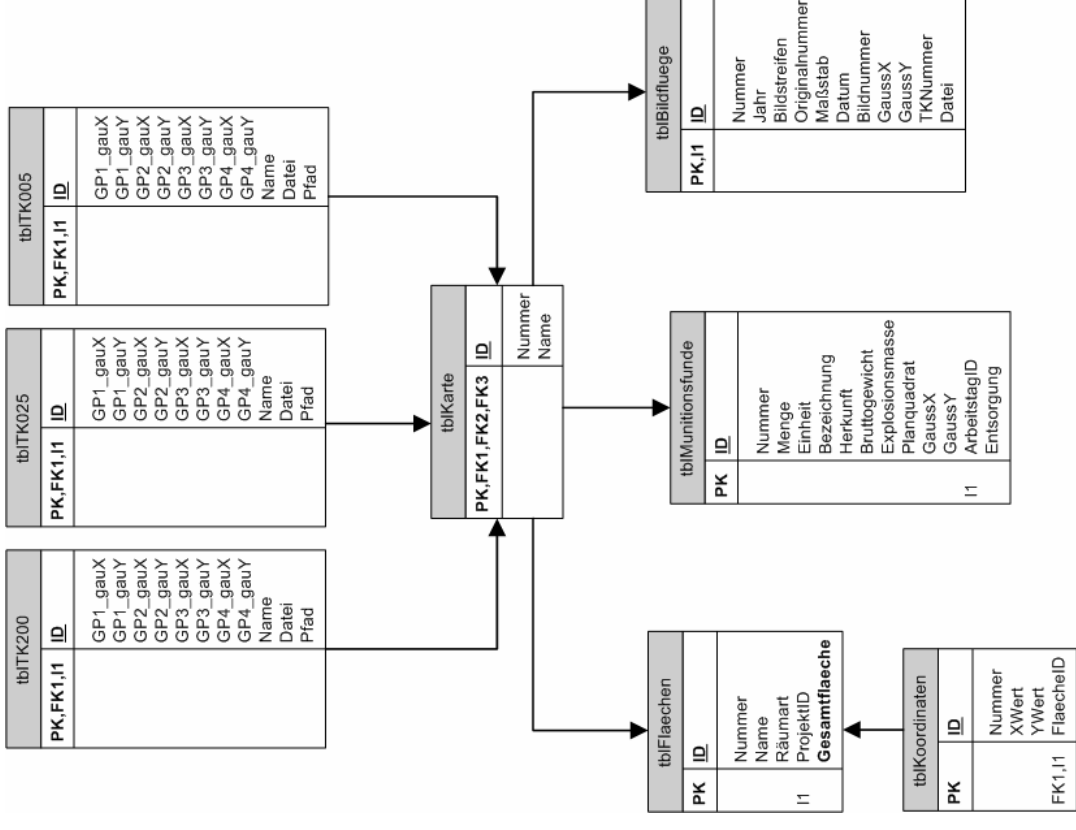 tblTK200
PK,FK1,I1 ID
GP1_gauX
GP1_gauY
GP2_gauX
GP2_gauY
GP3_gauX
GP3_gauY
GP4_gauX
GP4_gauY
Name
Datei
Pfad
tblTK025
PK,FK1,I1 ID
GP1_gauX
GP1_gauY
GP2_gauX
GP2_gauY
GP3_gauX
GP3_gauY
GP4_gauX
GP4_gauY
Name
Datei
Pfad
tblTK005
PK,FK1,I1 ID
GP1_gauX
GP1_gauY
GP2_gauX
GP2_gauY
GP3_gauX
GP3_gauY
GP4_gauX
GP4_gauY
Name
Datei
Pfad
tblKarte
PK,FK1,FK2,FK3 ID
Nummer
Name
tblFlaechen
PK ID
Nummer
Name
Räumart
I1 ProjektID
Gesamtflaeche
tblMunitionsfunde
PK ID
Nummer
Menge
Einheit
Bezeichnung
Herkunft
Bruttogewicht
Explosionsmasse
Planquadrat
GaussX
GaussY
I1 ArbeitstagID
Entsorgung
tblBildfluege
PK,I1 ID
Nummer
Jahr
Bildstreifen
Originalnummer
Maßstab
Datum
Bildnummer
GaussX
GaussY
TKNummer
Datei
tblKoordinaten
PK ID
Nummer
XWert
YWert
FK1,I1 FlaecheID